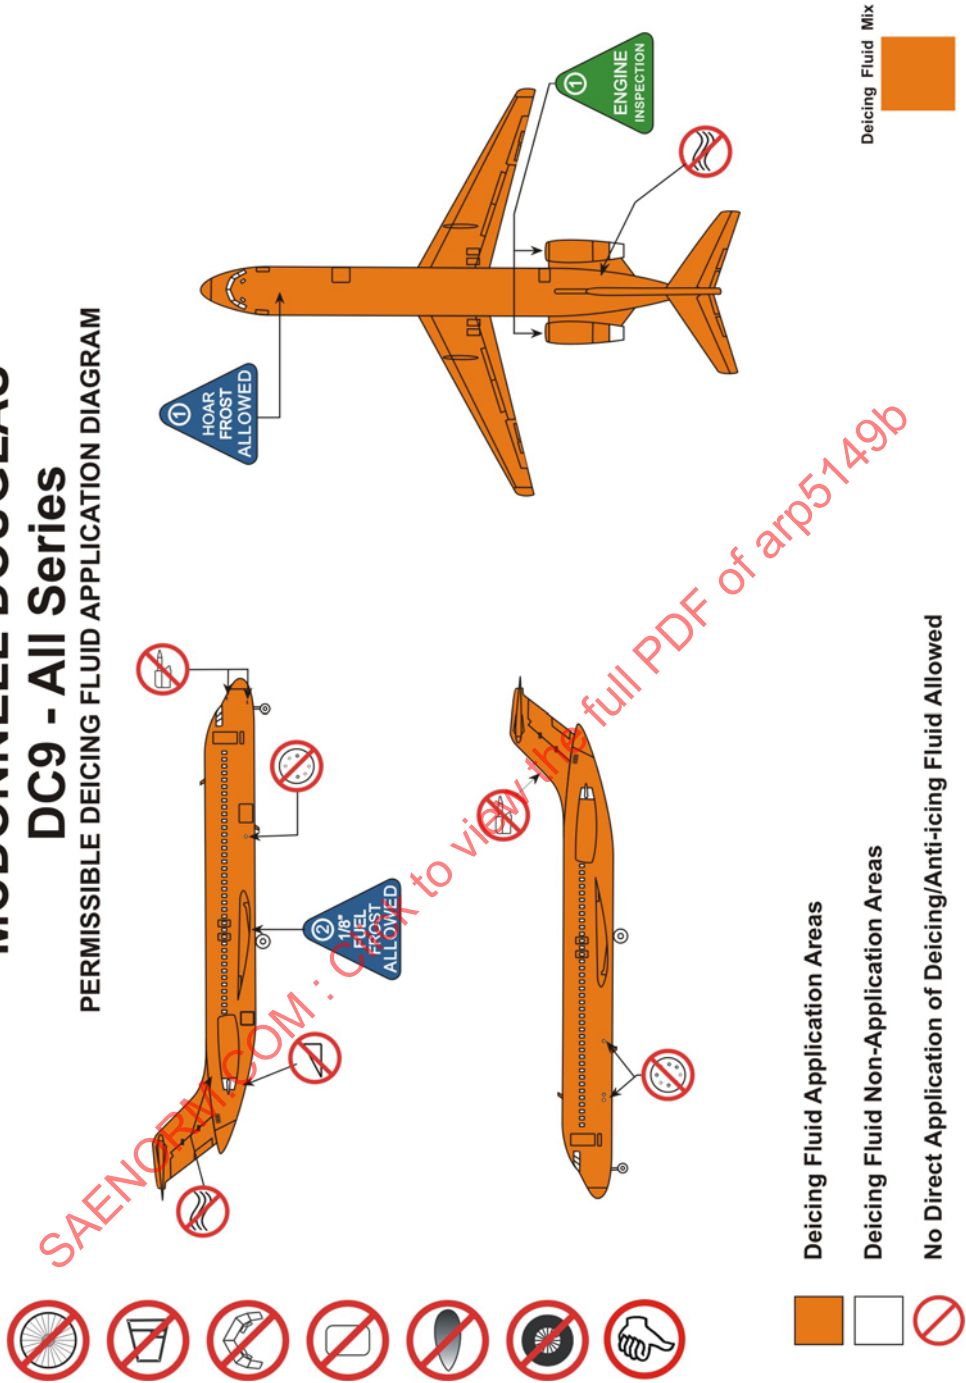 DC9 - All Series
PERMISSIBLE DEICING FLUID APPLICATION DIAGRAM
1
HOAR
FROST
ALLOWED
1
ENGINE
INSPECTION
2
1/8"
FUEL
FROST
ALLOWED
Deicing Fluid Mix
Deicing Fluid Application Areas
Deicing Fluid Non-Application Areas
No Direct Application of Deicing/Anti-icing Fluid Allowed
SAENORM.COM : Click to view the full PDF of arp5149b